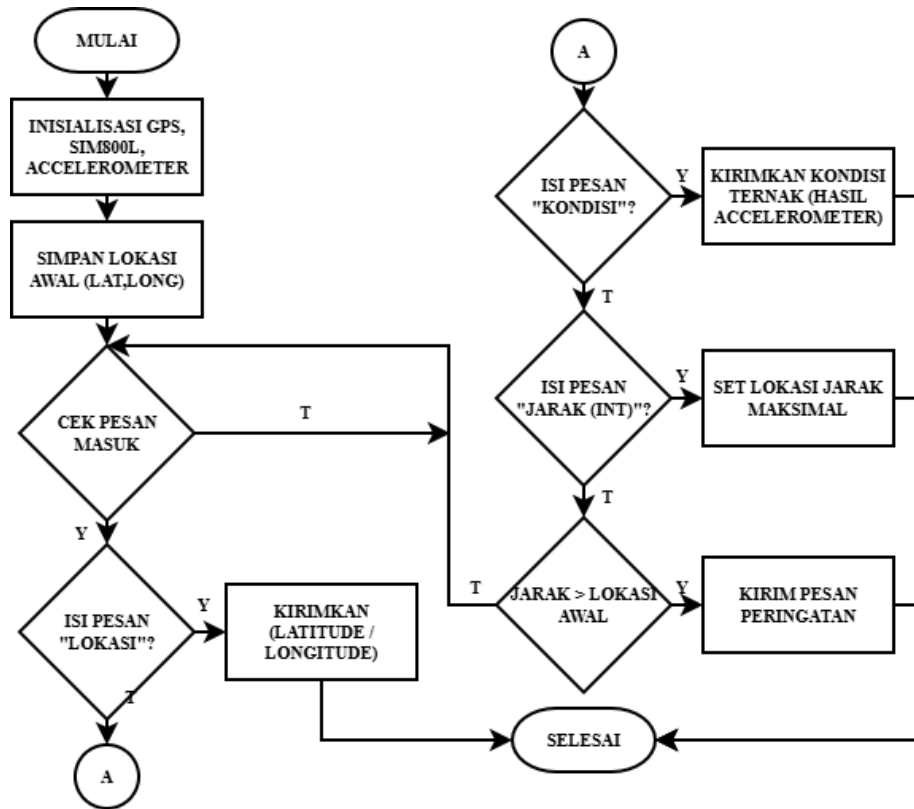 MULAI
INISIALISASI GPS,
SIM800L,
ACCELEROMETER
SIMPAN LOKASI
AWAL (LAT,LONG)
CEK PESAN
MASUK
T
Y
ISI PESAN
"LOKASI"?
Y
KIRIMKAN
(LATITUDE /
LONGITUDE)
T
A
A
ISI PESAN
"KONDISI"?
Y
KIRIMKAN KONDISI
TERNAK (HASIL
ACCELEROMETER)
T
ISI PESAN
"JARAK (INT)"?
Y
SET LOKASI JARAK
MAKSIMAL
T
JARAK > LOKASI
AWAL
T
Y
KIRIM PESAN
PERINGATAN
SELESAI